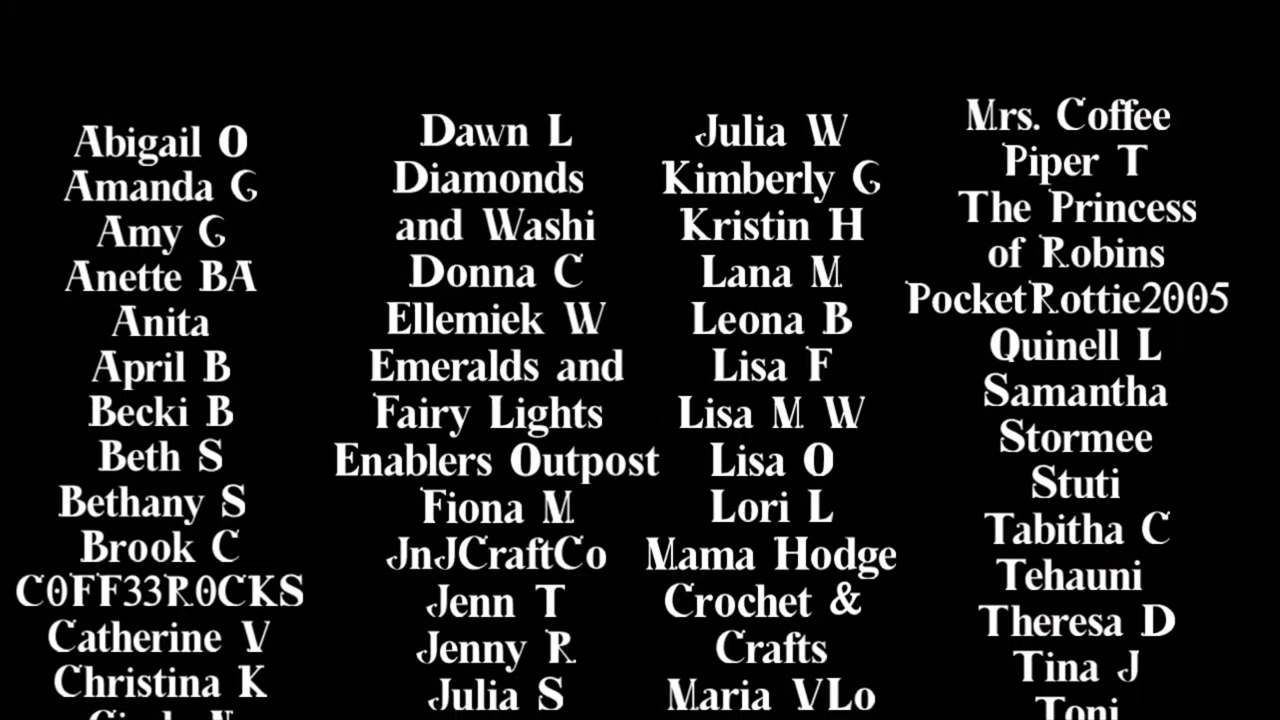 Abigail O
Amanda G
Amy G
Anette BA
Anita
April B
Becki B
Beth S
Bethany S
Brook C
C0FF33R0CKS
Catherine V
Christina K
Dawn L
Diamonds
and Washi
Donna C
Ellemiek W
Emeralds and
Fairy Lights
Enablers Outpost
Fiona M
JnJCraftCo
Jenn T
Jenny R
Julia S
Julia W
Kimberly G
Kristin H
Lana M
Leona B
Lisa F
Lisa M W
Lisa O
Lori L
Mama Hodge
Crochet &
Crafts
Maria VLo
Mrs. Coffee
Piper T
The Princess
of Robins
PocketRottie2005
Quinell L
Samantha
Stormee
Stuti
Tabitha C
Tehauni
Theresa D
Tina J
Toni